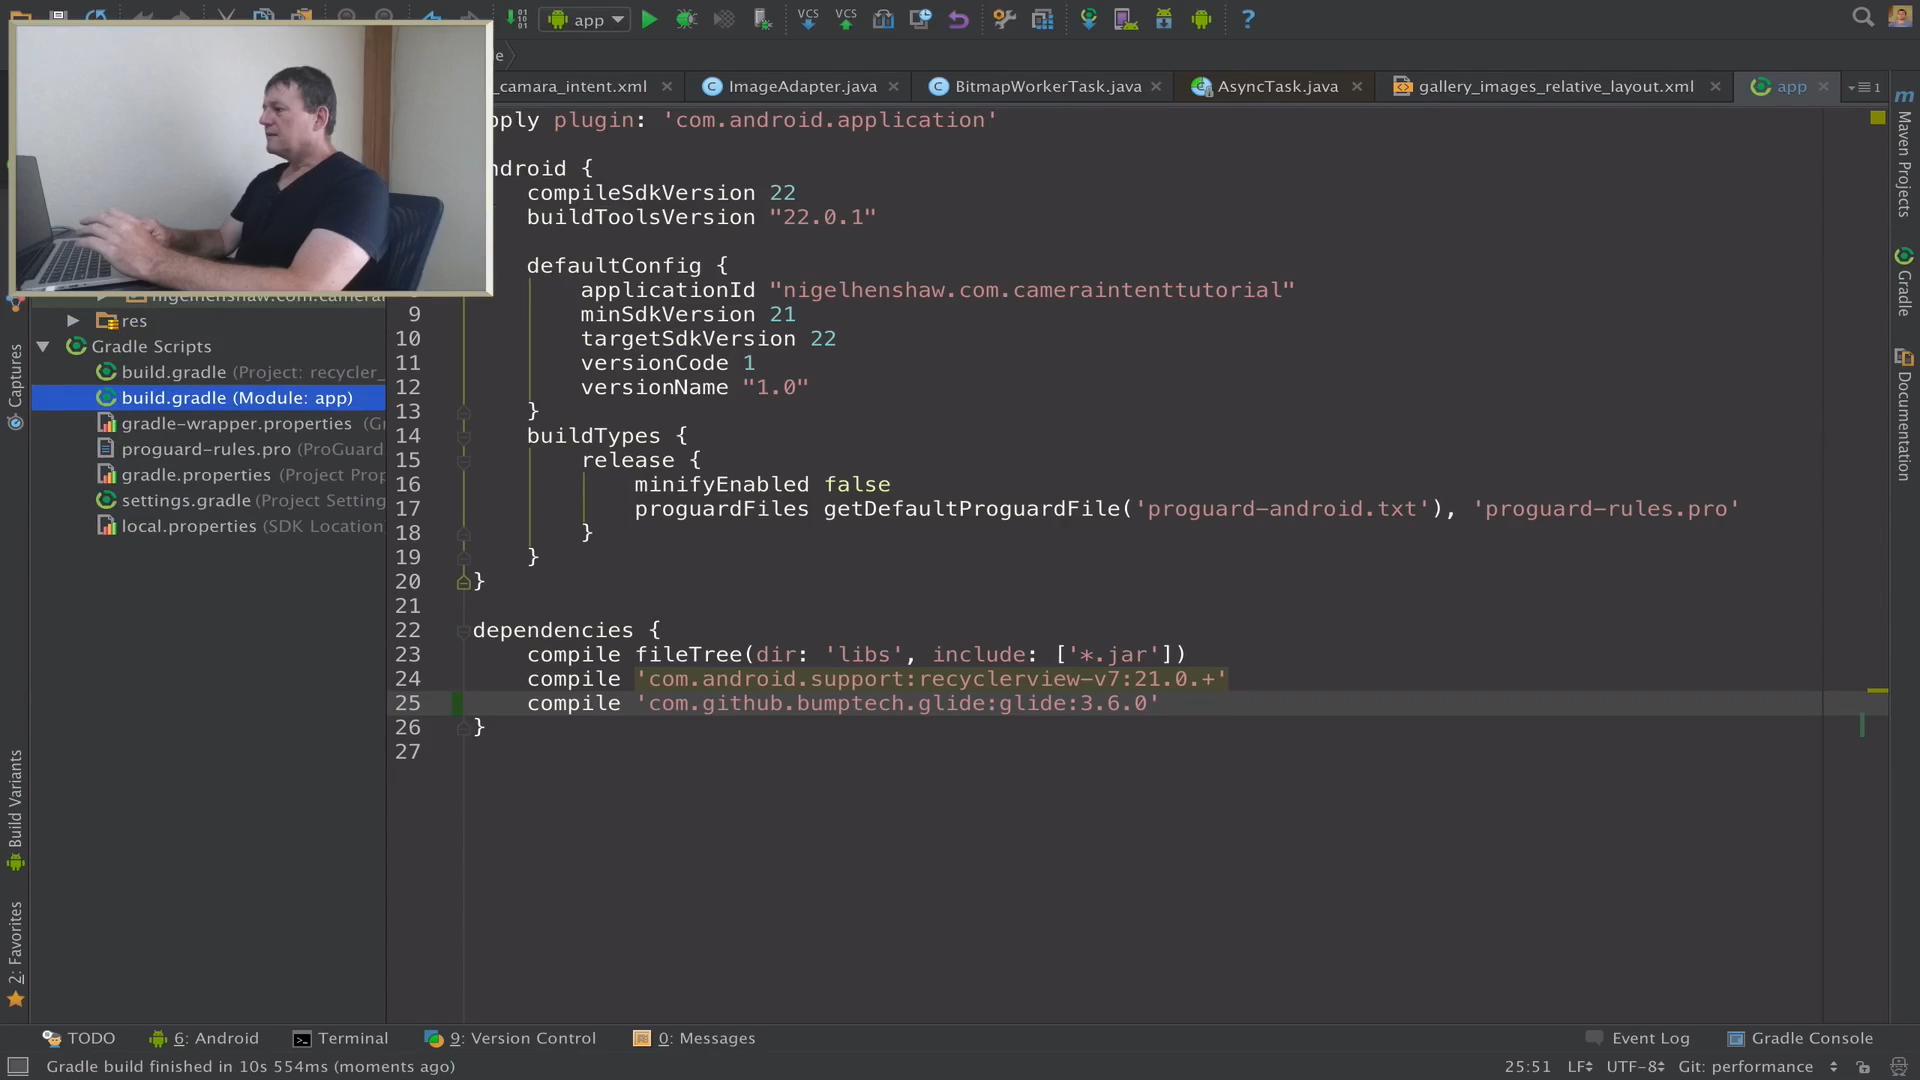 app
VCS VCS
e
_camara_intent.xml ImageAdapter.java BitmapWorkerTask.java AsyncTask.java gallery_images_relative_layout.xml app 1
pply plugin: 'com.android.application'
ndroid {
compileSdkVersion 22
buildToolsVersion "22.0.1"
defaultConfig {
applicationId "nigelhenshaw.com.cameraintenttutorial"
9 minSdkVersion 21
10 targetSdkVersion 22
11 versionCode 1
12 versionName "1.0"
13 }
14 buildTypes {
15 release {
16 minifyEnabled false
17 proguardFiles getDefaultProguardFile('proguard-android.txt'), 'proguard-rules.pro'
18 }
19 }
20 }
21
22 dependencies {
23 compile fileTree(dir: 'libs', include: ['*.jar'])
24 compile 'com.android.support:recyclerview-v7:21.0.+'
25 compile 'com.github.bumptech.glide:glide:3.6.0'
26 }
27
nigelhenshaw.com.camera
res
Gradle Scripts
build.gradle (Project: recycler_
build.gradle (Module: app)
gradle-wrapper.properties (Gr
proguard-rules.pro (ProGuard
gradle.properties (Project Prop
settings.gradle (Project Setting
local.properties (SDK Location
Captures
Build Variants
2: Favorites
Maven Projects
Gradle
Documentation
TODO 6: Android Terminal 9: Version Control 0: Messages Event Log Gradle Console
Gradle build finished in 10s 554ms (moments ago) 25:51 LF UTF-8 Git: performance